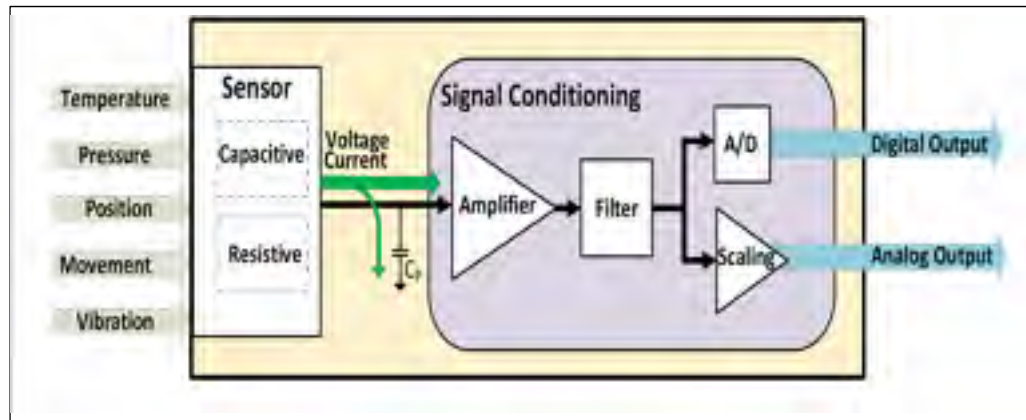 Temperature
Pressure
Position
Movement
Vibration
Sensor
Capacitive
Resistive
Voltage
Current
Cp
Signal Conditioning
Amplifier
Filter
A/D
Scaling
Digital Output
Analog Output